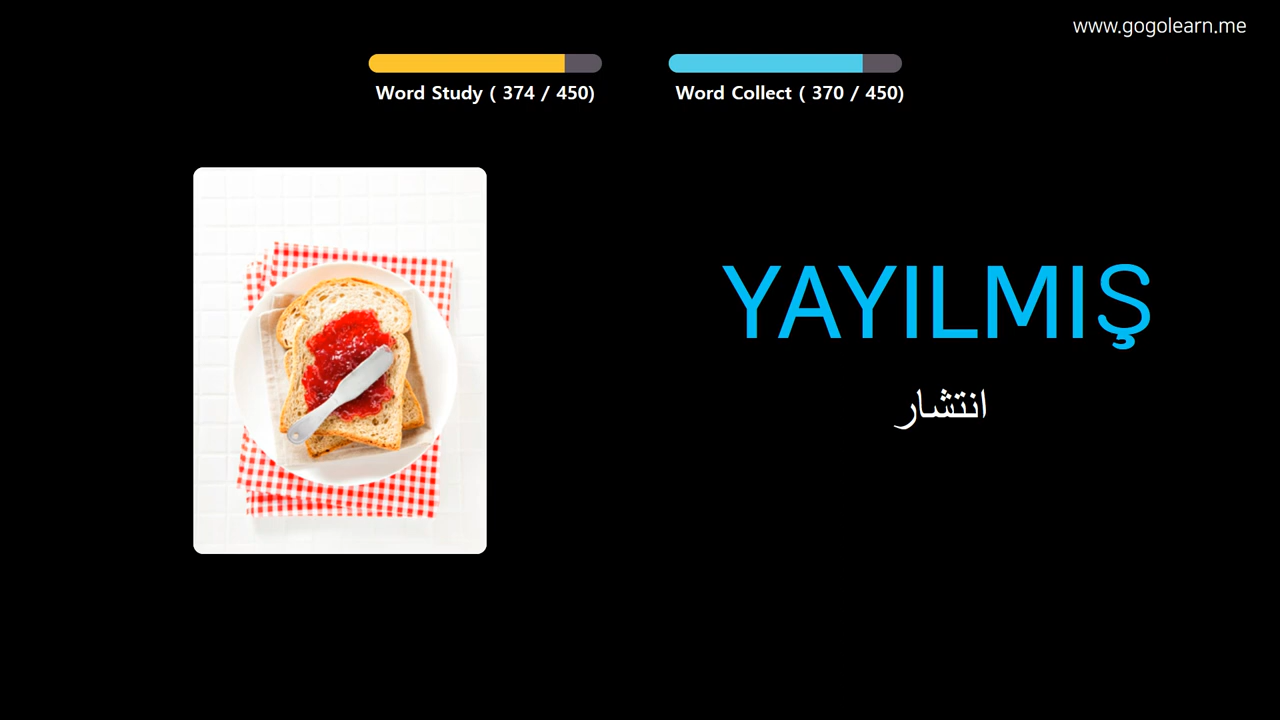 www.gogolearn.me
Word Study ( 374 / 450)
Word Collect ( 370 / 450)
YAYILMIŞ
انتشار